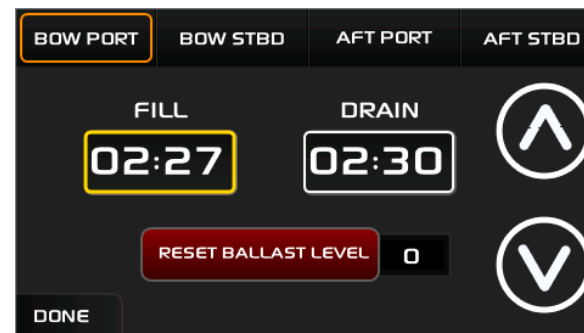 BOW PORT BOW STBD AFT PORT AFT STBD
FILL DRAIN
02:27 02:30
RESET BALLAST LEVEL 0
DONE